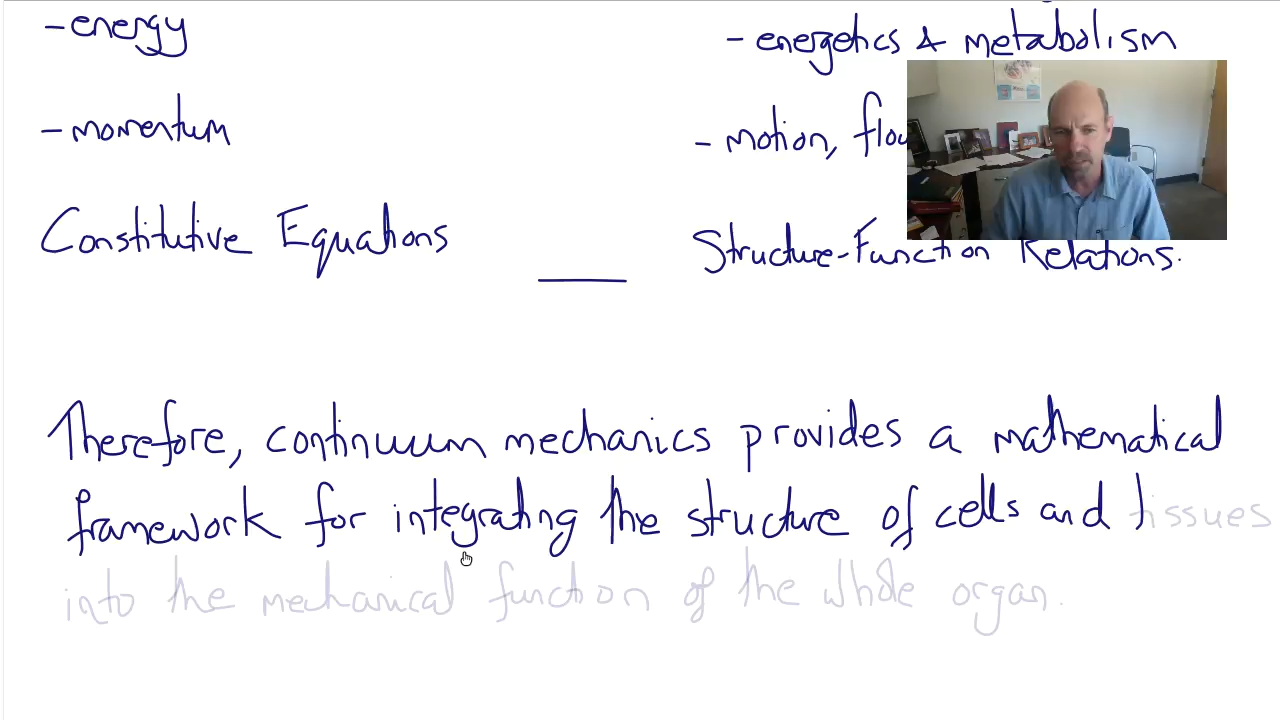 -energy
- energetics & metabolism
-momentum
- motion,
Constitutive Equations
Structure-Function Relations.
Therefore, continuum mechanics provides a mathematical
framework for integrating the structure of cells and tissues
into the mechanical function of the whole organ.